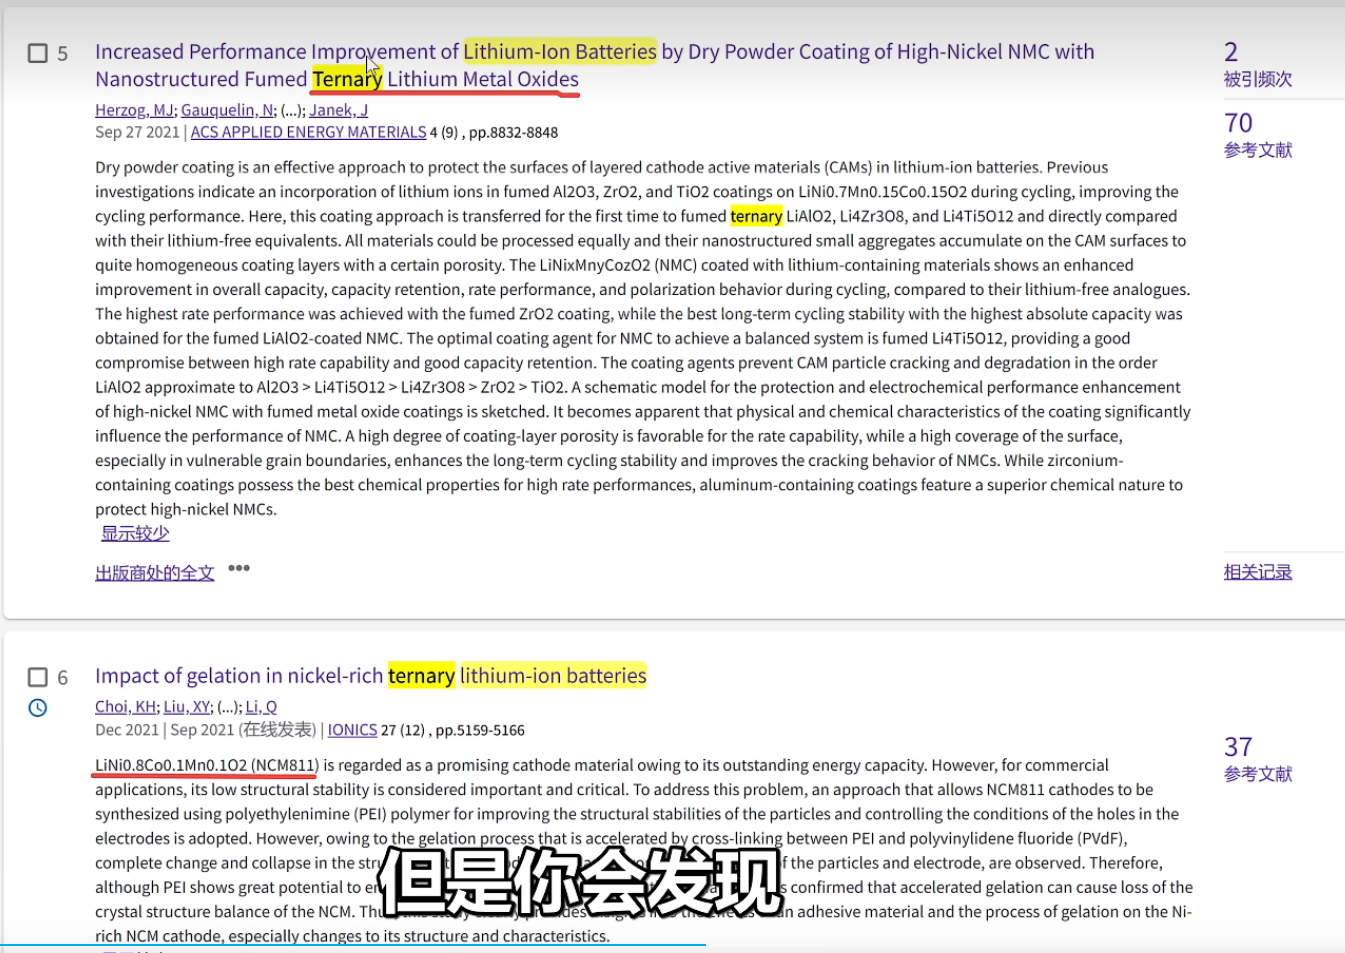 5
Increased Performance Improvement of Lithium-Ion Batteries by Dry Powder Coating of High-Nickel NMC with
Nanostructured Fumed Ternary Lithium Metal Oxides
Herzog, MJ; Gauquelin, N; (...); Janek, J
Sep 27 2021 | ACS APPLIED ENERGY MATERIALS 4 (9) , pp.8832-8848
2
被引频次
70
参考文献
Dry powder coating is an effective approach to protect the surfaces of layered cathode active materials (CAMs) in lithium-ion batteries. Previous
investigations indicate an incorporation of lithium ions in fumed Al2O3, ZrO2, and TiO2 coatings on LiNi0.7Mn0.15Co0.15O2 during cycling, improving the
cycling performance. Here, this coating approach is transferred for the first time to fumed ternary LiAlO2, Li4Zr3O8, and Li4Ti5O12 and directly compared
with their lithium-free equivalents. All materials could be processed equally and their nanostructured small aggregates accumulate on the CAM surfaces to
quite homogeneous coating layers with a certain porosity. The LiNixMnyCozO2 (NMC) coated with lithium-containing materials shows an enhanced
improvement in overall capacity, capacity retention, rate performance, and polarization behavior during cycling, compared to their lithium-free analogues.
The highest rate performance was achieved with the fumed ZrO2 coating, while the best long-term cycling stability with the highest absolute capacity was
obtained for the fumed LiAlO2-coated NMC. The optimal coating agent for NMC to achieve a balanced system is fumed Li4Ti5O12, providing a good
compromise between high rate capability and good capacity retention. The coating agents prevent CAM particle cracking and degradation in the order
LiAlO2 approximate to Al2O3 > Li4Ti5O12 > Li4Zr3O8 > ZrO2 > TiO2. A schematic model for the protection and electrochemical performance enhancement
of high-nickel NMC with fumed metal oxide coatings is sketched. It becomes apparent that physical and chemical characteristics of the coating significantly
influence the performance of NMC. A high degree of coating-layer porosity is favorable for the rate capability, while a high coverage of the surface,
especially in vulnerable grain boundaries, enhances the long-term cycling stability and improves the cracking behavior of NMCs. While zirconium-
containing coatings possess the best chemical properties for high rate performances, aluminum-containing coatings feature a superior chemical nature to
protect high-nickel NMCs.
显示较少
出版商处的全文 •••
相关记录
6
Impact of gelation in nickel-rich ternary lithium-ion batteries
Choi, KH; Liu, XY; (...); Li, Q
Dec 2021 | Sep 2021 (在线发表) | IONICS 27 (12) , pp.5159-5166
37
参考文献
LiNi0.8Co0.1Mn0.1O2 (NCM811) is regarded as a promising cathode material owing to its outstanding energy capacity. However, for commercial
applications, its low structural stability is considered important and critical. To address this problem, an approach that allows NCM811 cathodes to be
synthesized using polyethylenimine (PEI) polymer for improving the structural stabilities of the particles and controlling the conditions of the holes in the
electrodes is adopted. However, owing to the gelation process that is accelerated by cross-linking between PEI and polyvinylidene fluoride (PVdF),
complete change and collapse in the of the particles and electrode, are observed. Therefore,
although PEI shows great potential to confirmed that accelerated gelation can cause loss of the
crystal structure balance of the NCM. an adhesive material and the process of gelation on the Ni-
rich NCM cathode, especially changes to its structure and characteristics.
但是你会发现